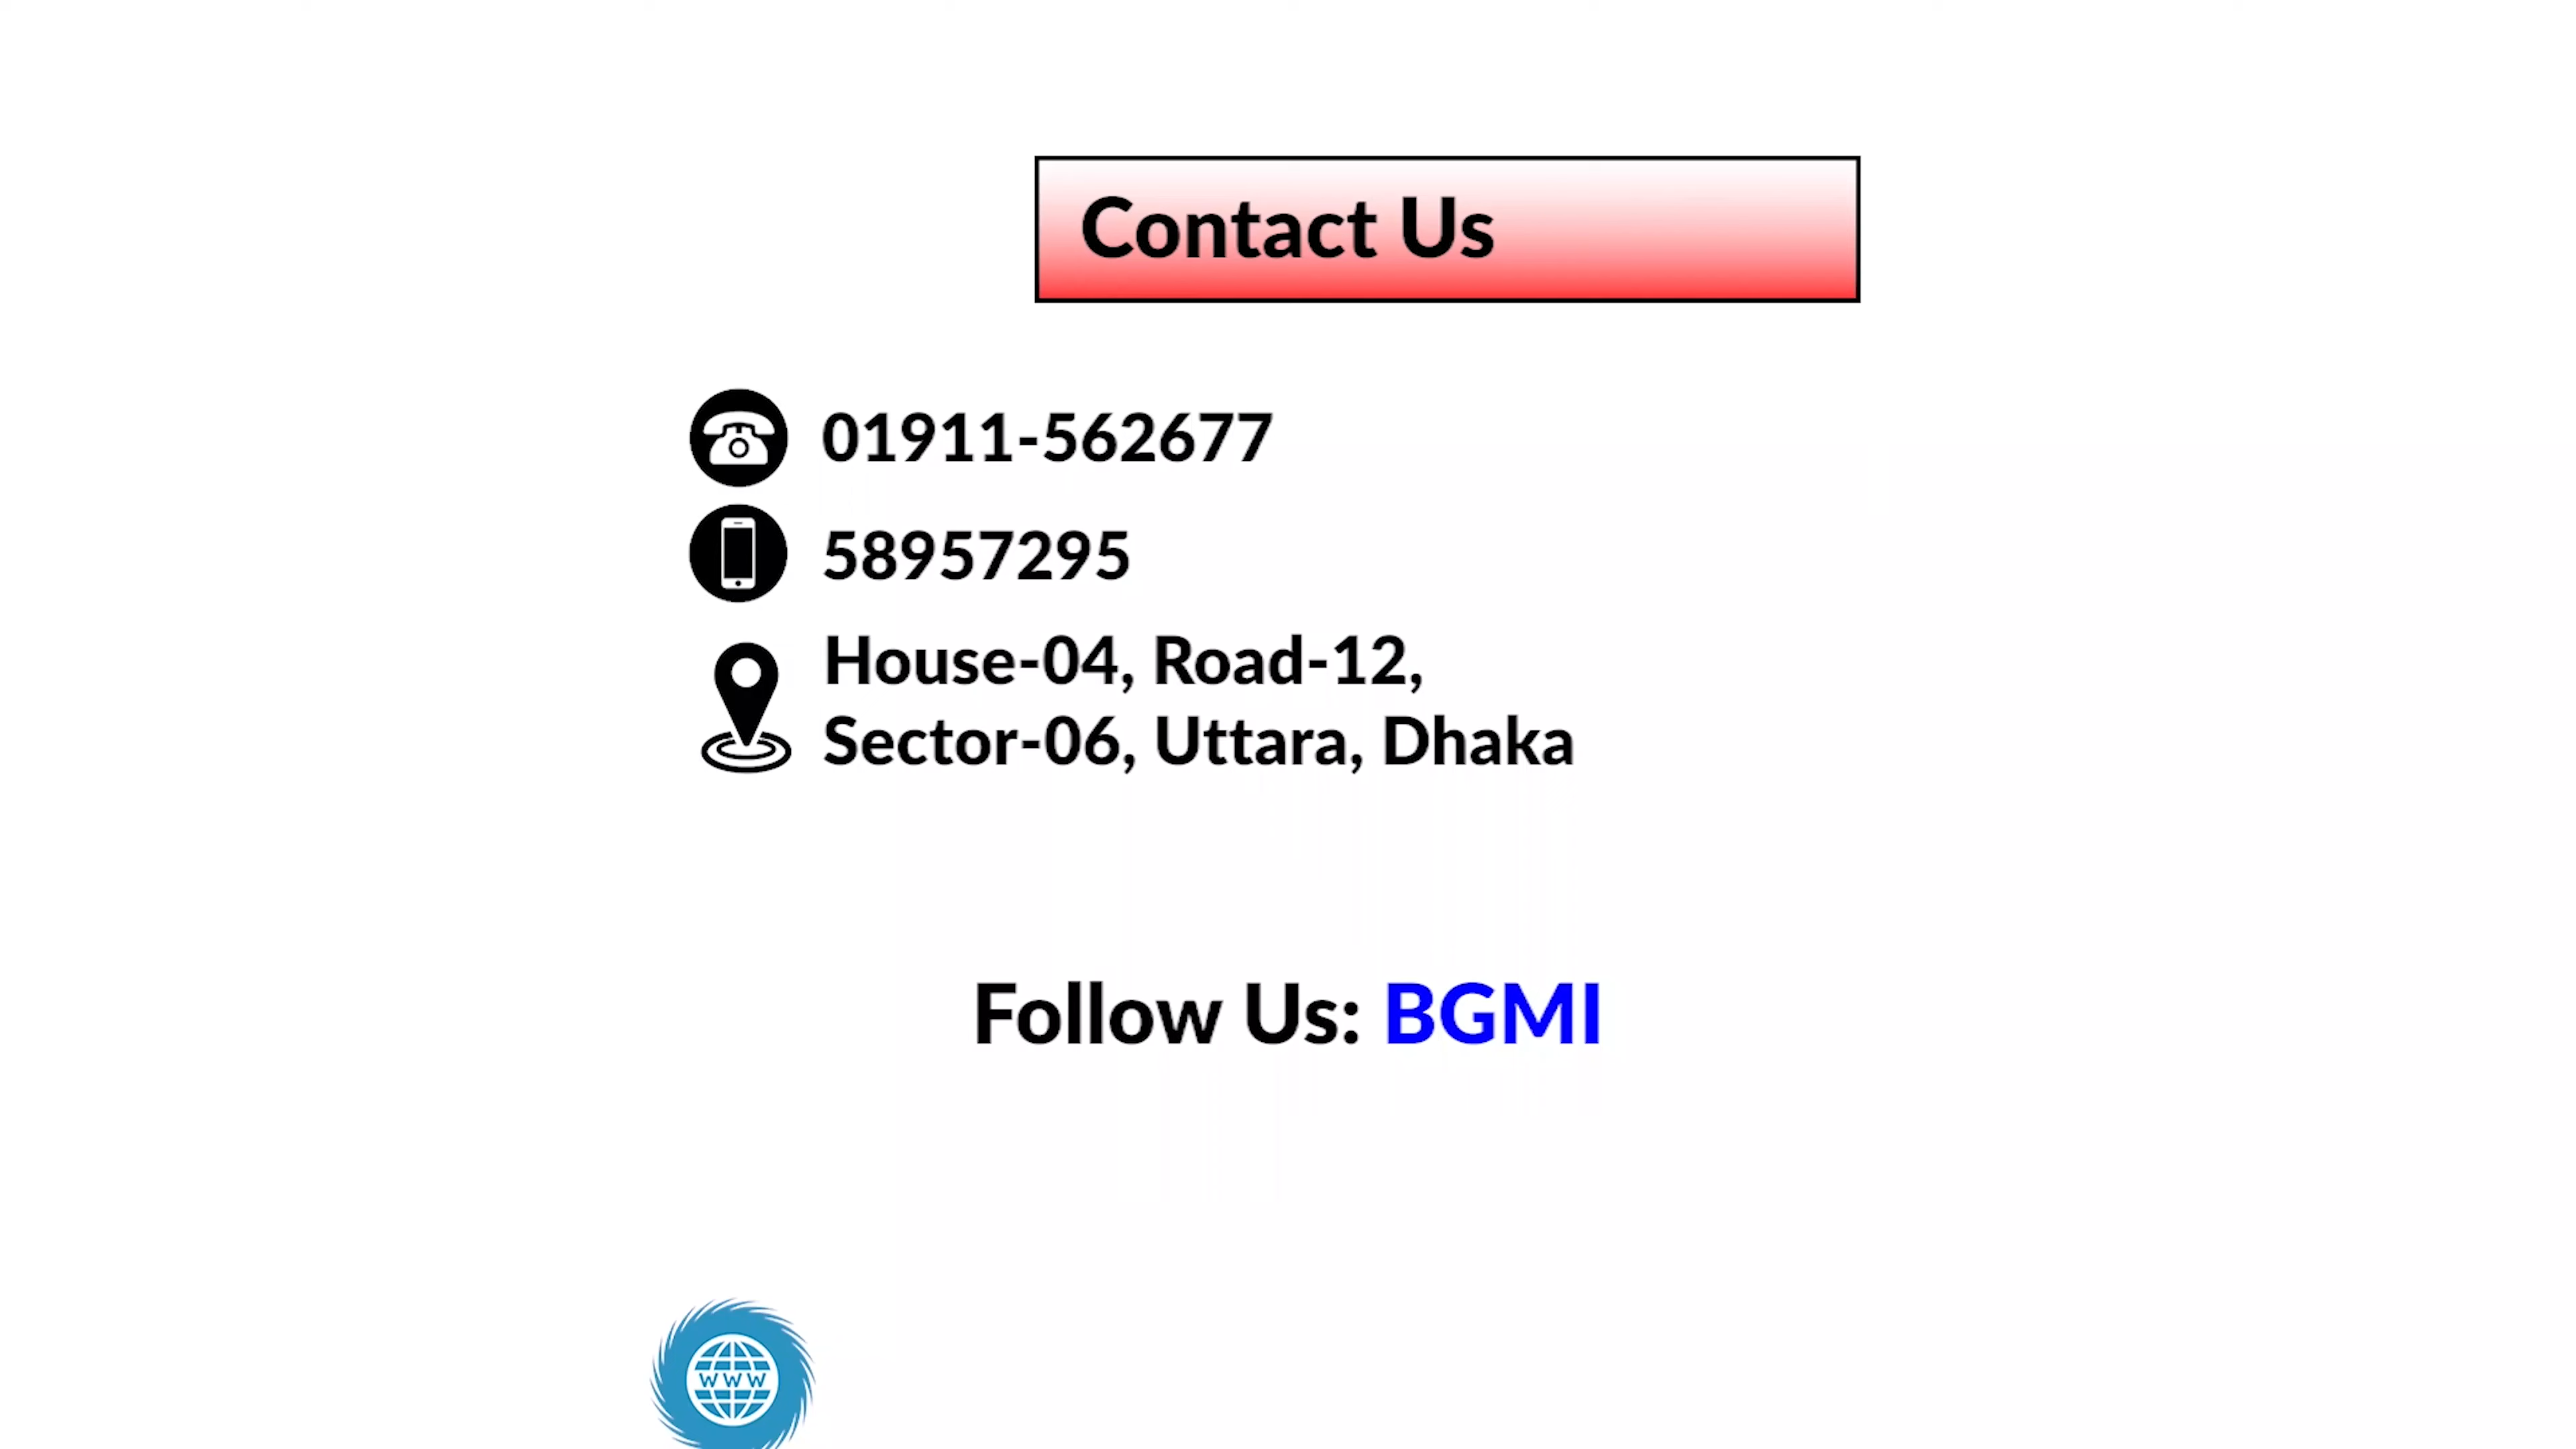 Contact Us
01911-562677
58957295
House-04, Road-12,
Sector-06, Uttara, Dhaka
Follow Us: BGMI
WWW